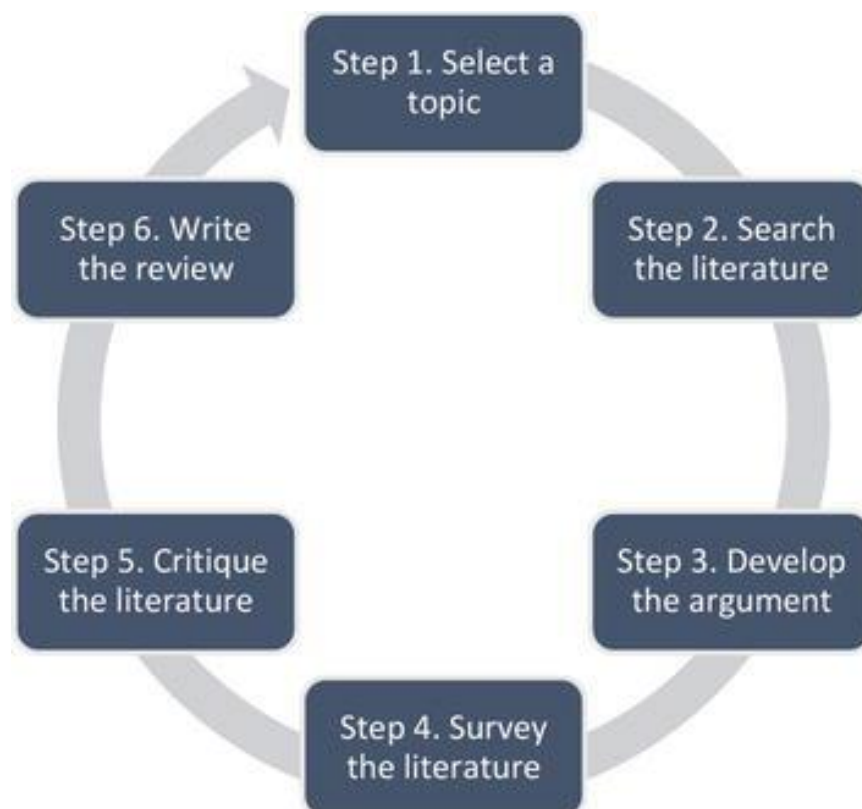 Step 1. Select a
topic
Step 2. Search
the literature
Step 3. Develop
the argument
Step 4. Survey
the literature
Step 5. Critique
the literature
Step 6. Write
the review